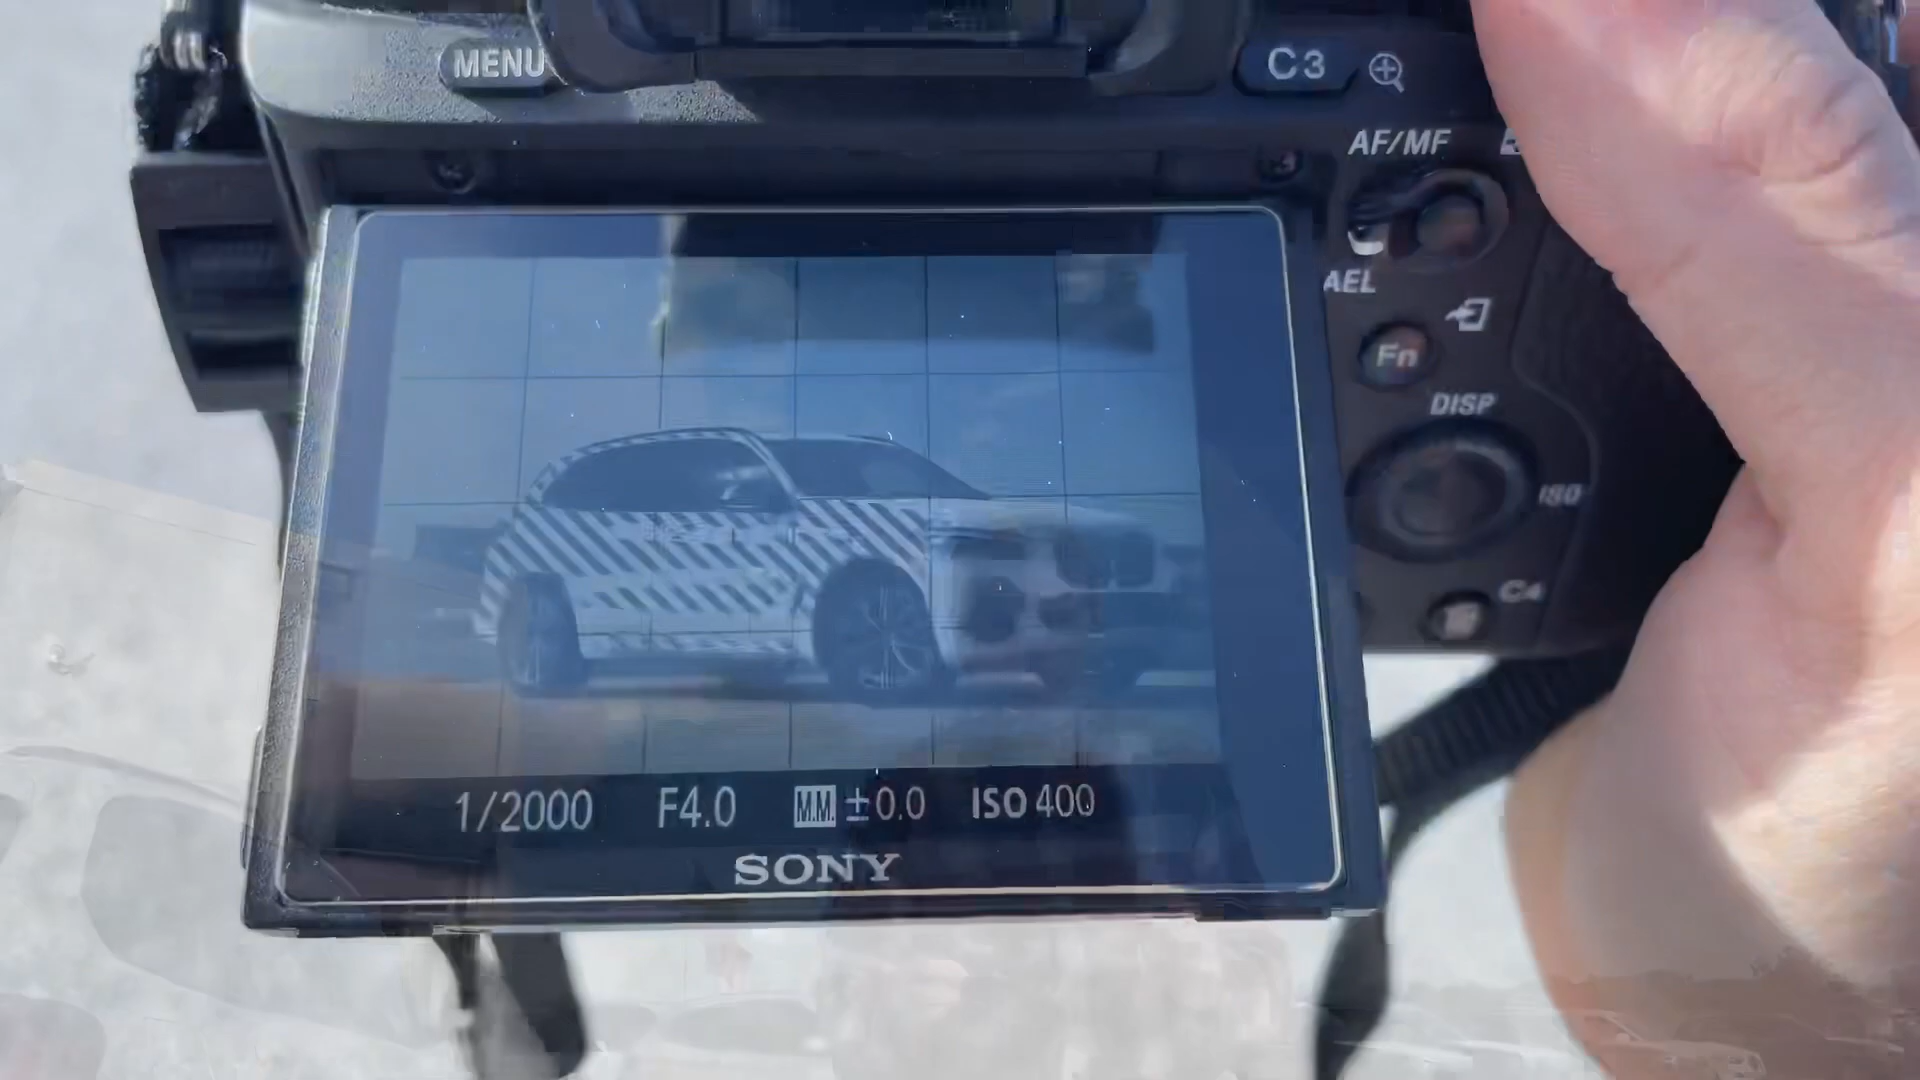 MENU
C3
AF/MF
AEL
Fn
DISP
ISO
C4
1/2000 F4.0 M.M. ±0.0 ISO 400
SONY